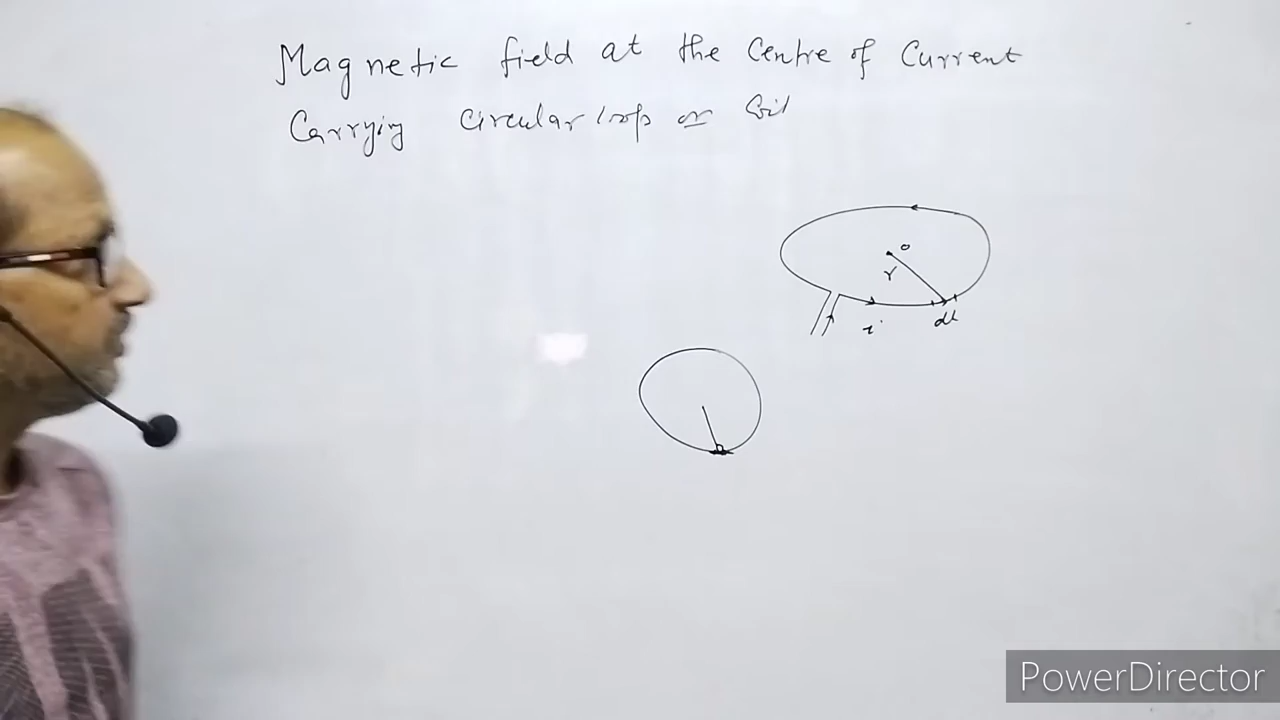 Magnetic field at the Centre of Current
Carrying Circular loop or Coil
o
r
i
dl
PowerDirector